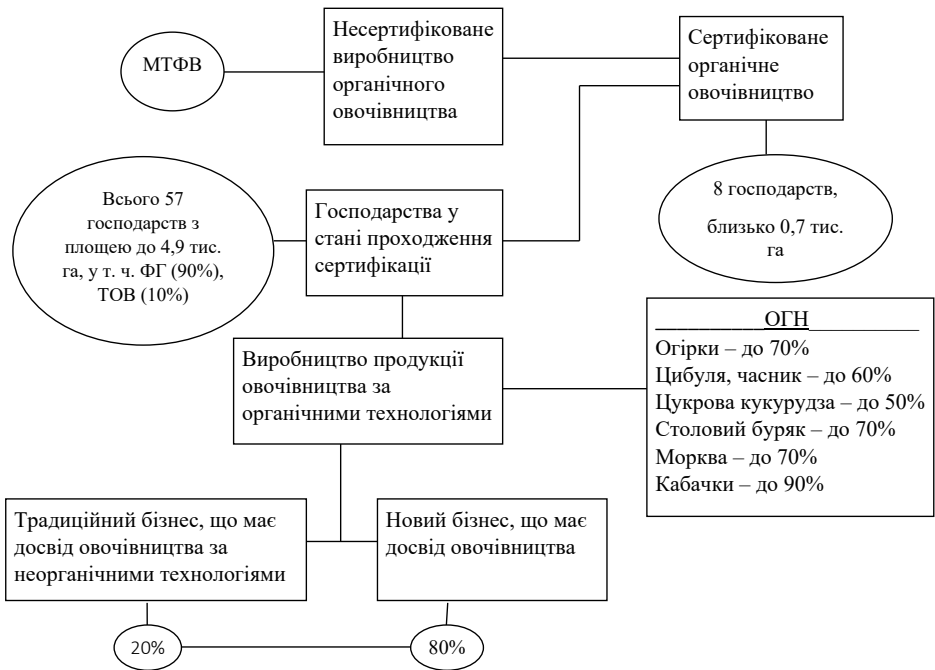 МТФВ
Несертифіковане
виробництво
органічного
овочівництва
Сертифіковане
органічне
овочівництво
Всього 57
господарств з
площею до 4,9 тис.
га, у т. ч. ФГ (90%),
ТОВ (10%)
Господарства у
стані проходження
сертифікації
8 господарств,
близько 0,7 тис.
га
Виробництво продукції
овочівництва за
органічними технологіями
ОГН
Огірки – до 70%
Цибуля, часник – до 60%
Цукрова кукурудза – до 50%
Столовий буряк – до 70%
Морква – до 70%
Кабачки – до 90%
Традиційний бізнес, що має
досвід овочівництва за
неорганічними технологіями
Новий бізнес, що має
досвід овочівництва
20%
80%